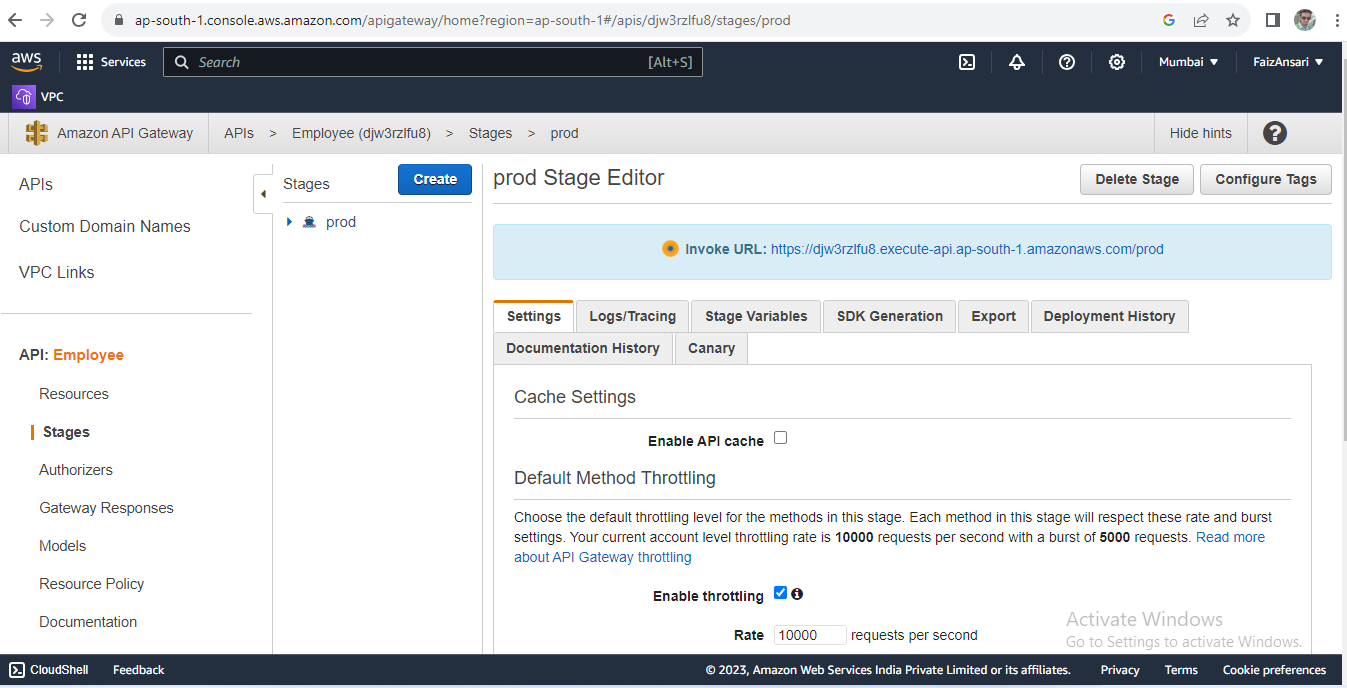 ap-south-1.console.aws.amazon.com/apigateway/home?region=ap-south-1#/apis/djw3rzlfu8/stages/prod
aws Services Search [Alt+S] Mumbai ▼ FaizAnsari ▼
VPC
Amazon API Gateway APIs > Employee (djw3rzlfu8) > Stages > prod Hide hints
APIs
Custom Domain Names
VPC Links
API: Employee
Resources
Stages
Authorizers
Gateway Responses
Models
Resource Policy
Documentation
Stages Create
prod
prod Stage Editor Delete Stage Configure Tags
Invoke URL: https://djw3rzlfu8.execute-api.ap-south-1.amazonaws.com/prod
Settings Logs/Tracing Stage Variables SDK Generation Export Deployment History
Documentation History Canary
Cache Settings
Enable API cache
Default Method Throttling
Choose the default throttling level for the methods in this stage. Each method in this stage will respect these rate and burst
settings. Your current account level throttling rate is 10000 requests per second with a burst of 5000 requests. Read more
about API Gateway throttling
Enable throttling
Rate 10000 requests per second
Activate Windows
Go to Settings to activate Windows.
CloudShell Feedback © 2023, Amazon Web Services India Private Limited or its affiliates. Privacy Terms Cookie preferences